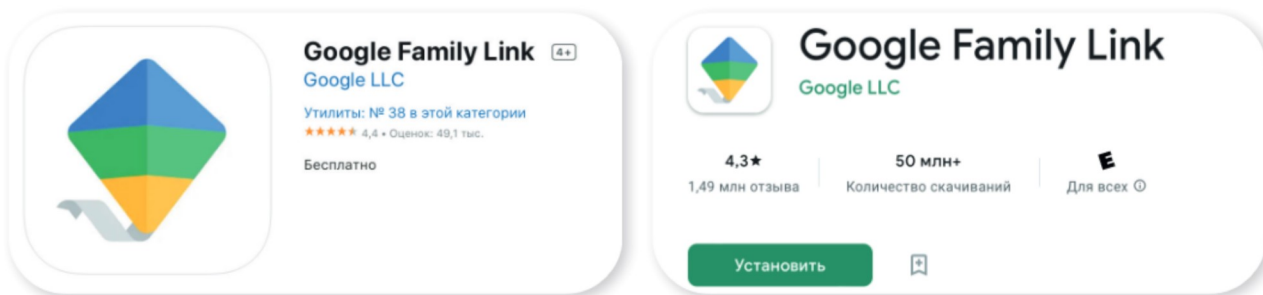 Google Family Link 4+
Google LLC
Утилиты: № 38 в этой категории
★★★★★ 4,4 • Оценок: 49,1 тыс.
Бесплатно
Google Family Link
Google LLC
4,3★ 50 млн+ E
1,49 млн отзыва Количество скачиваний Для всех
Установить